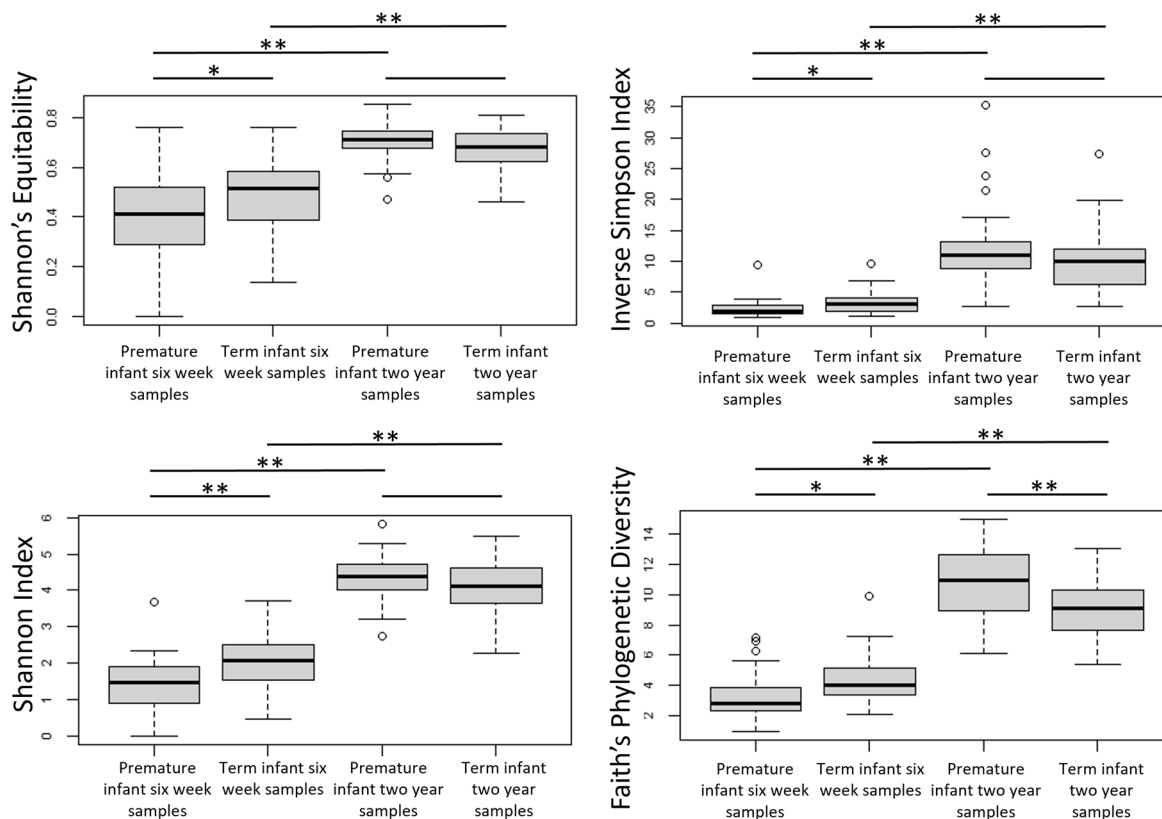 **
**
*
Shannon's Equitability
0.8
0.6
0.4
0.2
0.0
Premature
infant six week
samples
Term infant six
week samples
Premature
infant two year
samples
Term infant
two year
samples
**
**
*
Inverse Simpson Index
35
30
25
20
15
10
5
0
Premature
infant six week
samples
Term infant six
week samples
Premature
infant two year
samples
Term infant
two year
samples
**
**
**
Shannon Index
6
5
4
3
2
1
0
Premature
infant six week
samples
Term infant six
week samples
Premature
infant two year
samples
Term infant
two year
samples
**
**
*
**
Faith's Phylogenetic Diversity
14
12
10
8
6
4
2
Premature
infant six week
samples
Term infant six
week samples
Premature
infant two year
samples
Term infant
two year
samples